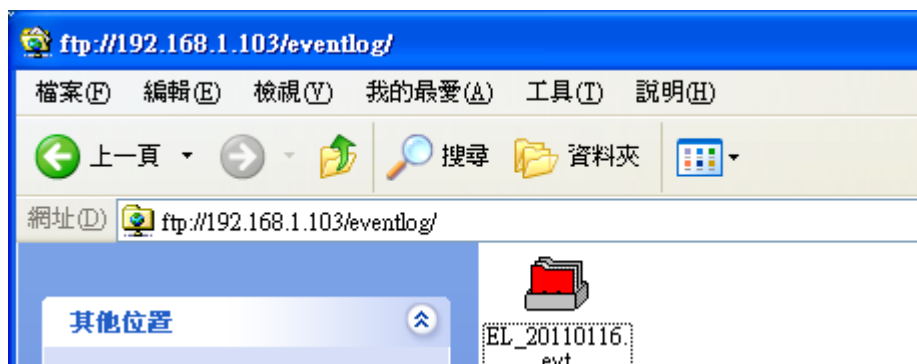 ftp://192.168.1.103/eventlog/
檔案(F) 編輯(E) 檢視(V) 我的最愛(A) 工具(T) 說明(H)
上一頁 搜尋 資料夾
網址(D) ftp://192.168.1.103/eventlog/
其他位置
EL_20110116.
evt